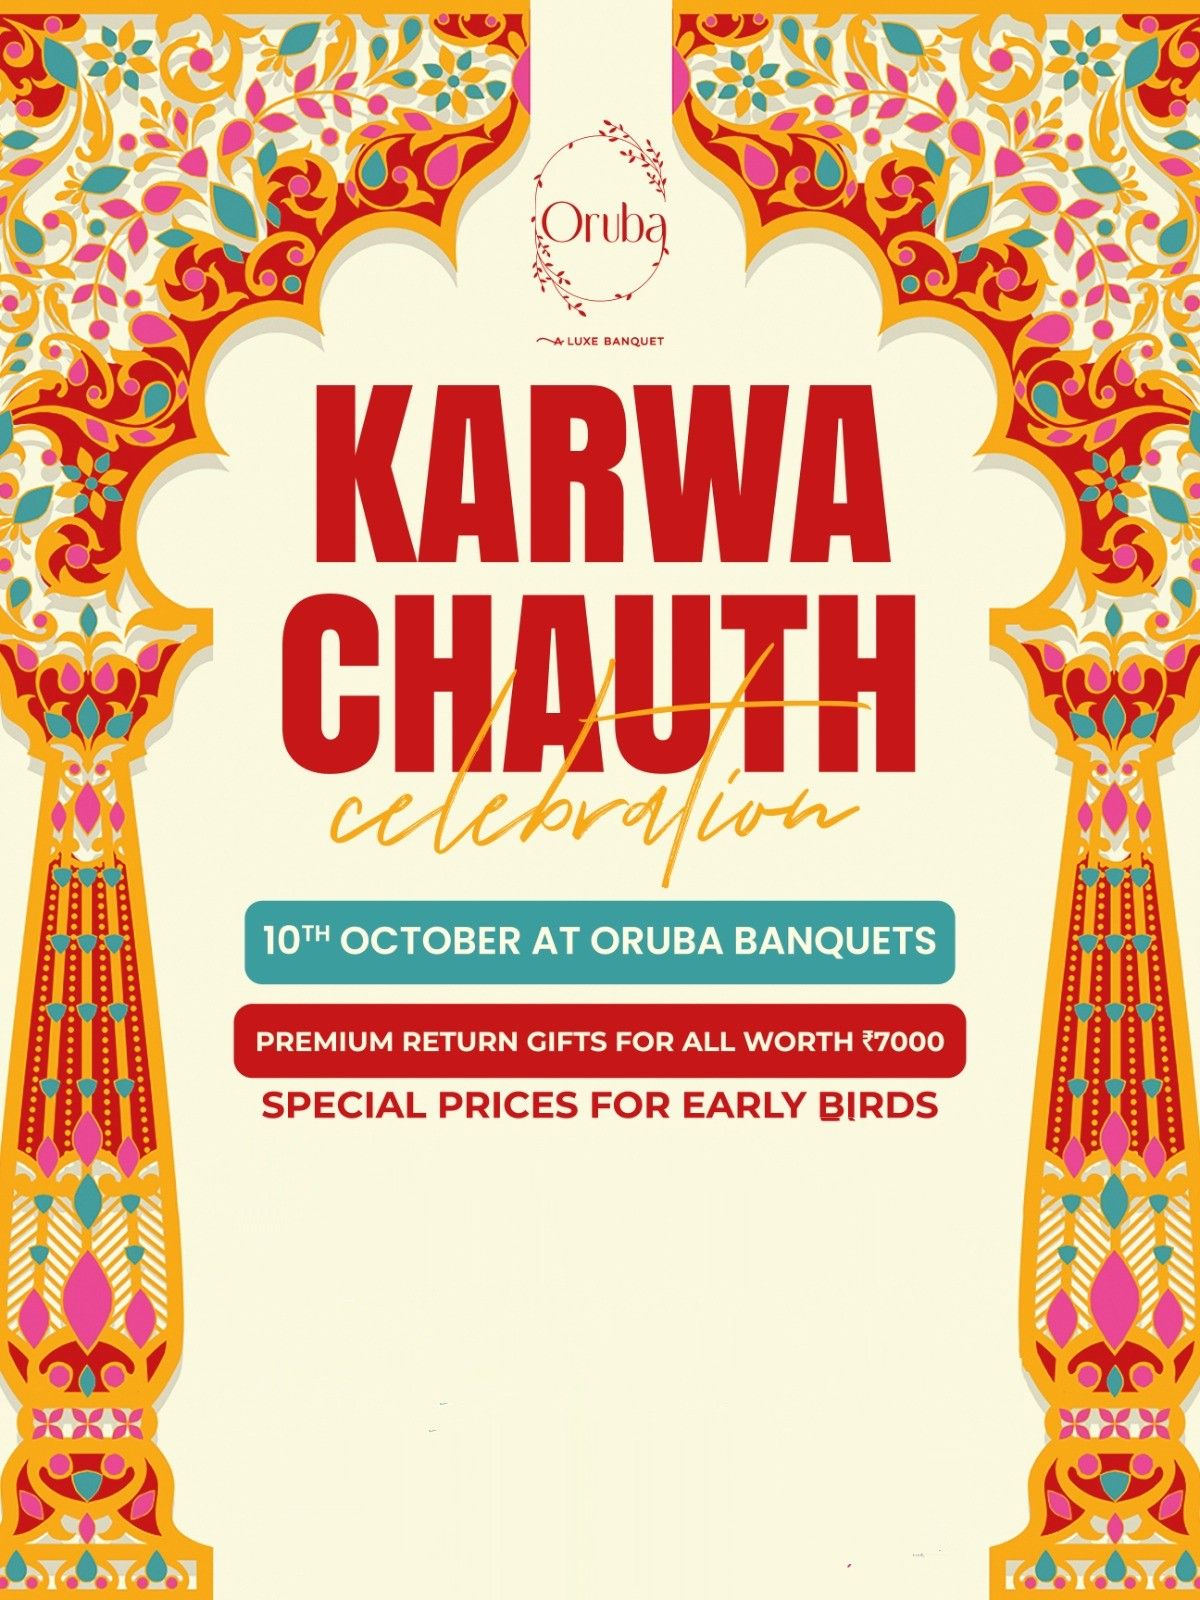 Oruba
A LUXE BANQUET
KARWA
CHAUTH
celebration
10TH OCTOBER AT ORUBA BANQUETS
PREMIUM RETURN GIFTS FOR ALL WORTH ₹7000
SPECIAL PRICES FOR EARLY BIRDS